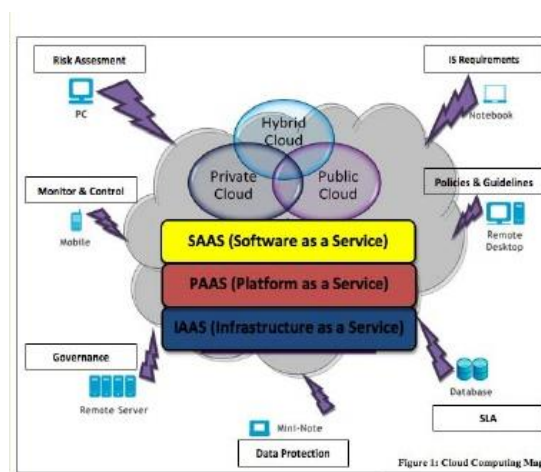 Risk Assesment
IS Requirements
PC
Notebook
Hybrid
Cloud
Private
Cloud
Public
Cloud
Monitor & Control
Policies & Guidelines
Mobile
Remote
Desktop
SAAS (Software as a Service)
PAAS (Platform as a Service)
IAAS (Infrastructure as a Service)
Governance
Remote Server
Database
SLA
Mini-Note
Data Protection
Figure 1: Cloud Computing Map